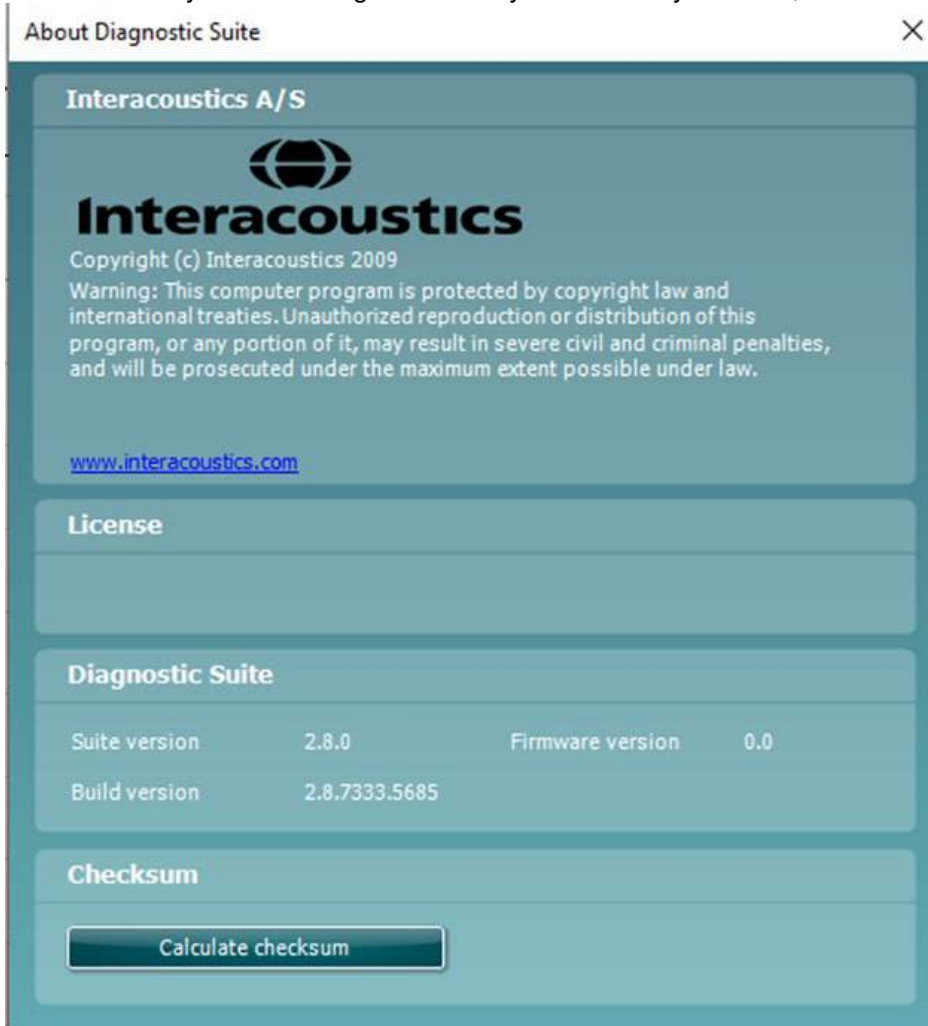 About Diagnostic Suite
Interacoustics A/S
Interacoustics
Copyright (c) Interacoustics 2009
Warning: This computer program is protected by copyright law and
international treaties. Unauthorized reproduction or distribution of this
program, or any portion of it, may result in severe civil and criminal penalties,
and will be prosecuted under the maximum extent possible under law.
www.interacoustics.com
License
Diagnostic Suite
Suite version 2.8.0 Firmware version 0.0
Build version 2.8.7333.5685
Checksum
Calculate checksum